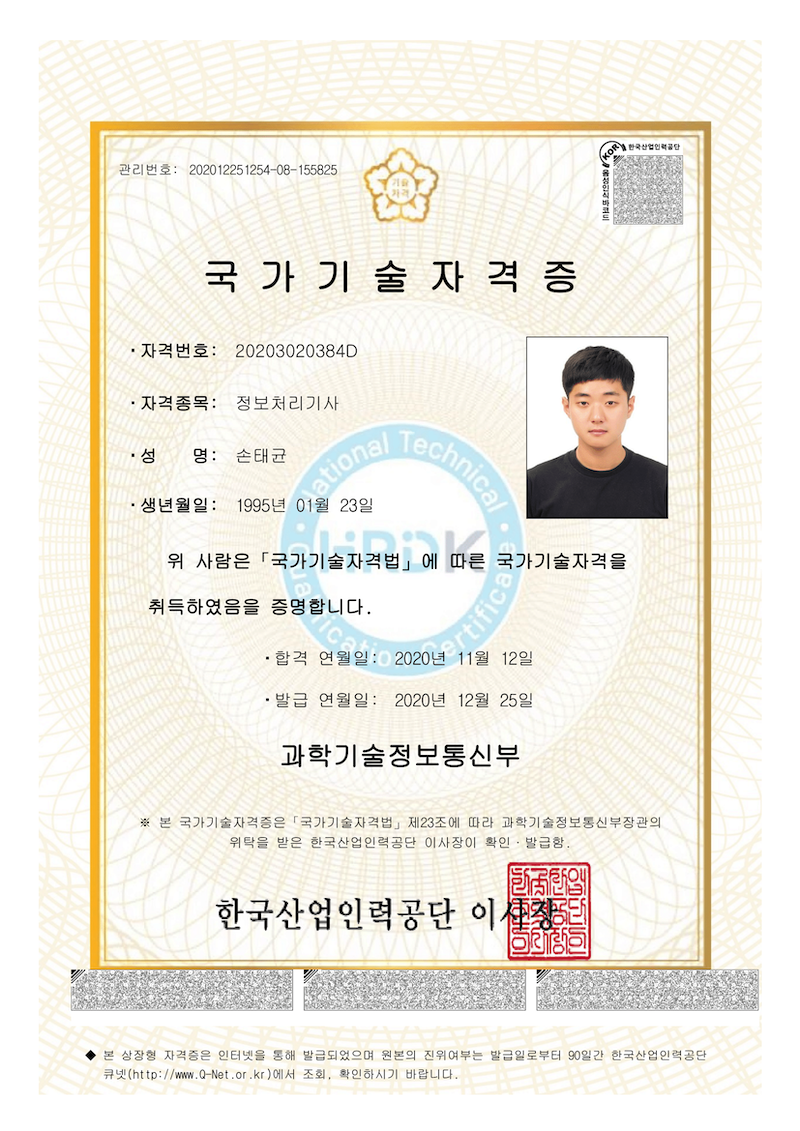 관리번호: 202012251254-08-155825
기술
자격
KOR
한국산업인력공단
음성인식바코드
국가기술자격증
·자격번호: 20203020384D
·자격종목: 정보처리기사
·성 명: 손태균
·생년월일: 1995년 01월 23일
National Technical
HRDK
Qualification Certificate
위 사람은「국가기술자격법」에 따른 국가기술자격을
취득하였음을 증명합니다.
·합격 연월일: 2020년 11월 12일
·발급 연월일: 2020년 12월 25일
과학기술정보통신부
※ 본 국가기술자격증은「국가기술자격법」제23조에 따라 과학기술정보통신부장관의
위탁을 받은 한국산업인력공단 이사장이 확인·발급함.
한국산업인력공단 이사장
◆ 본 상장형 자격증은 인터넷을 통해 발급되었으며 원본의 진위여부는 발급일로부터 90일간 한국산업인력공단
큐넷(http://www.Q-Net.or.kr)에서 조회, 확인하시기 바랍니다.